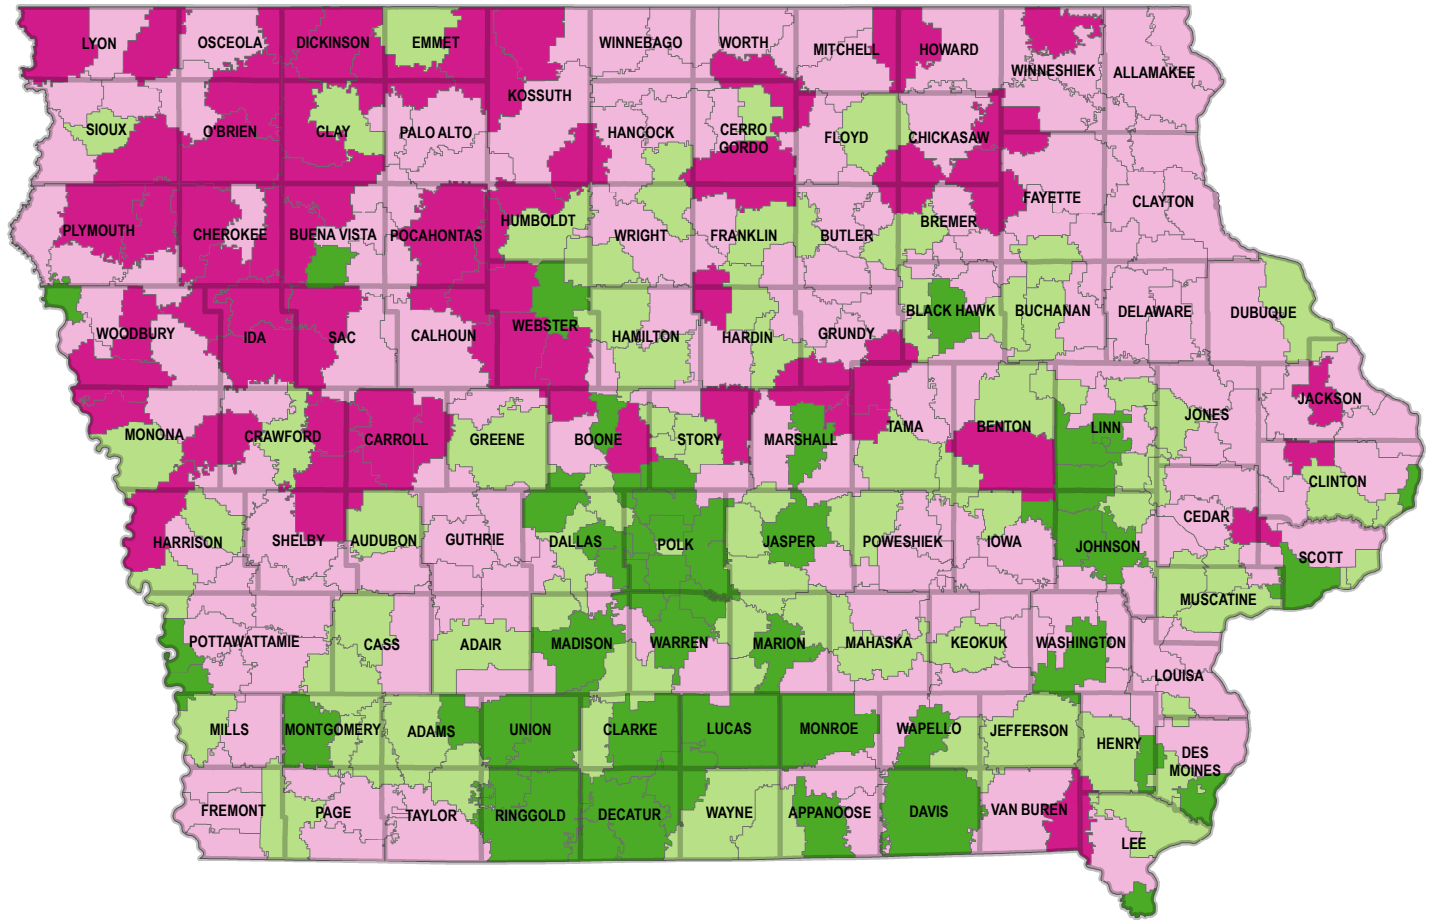 LYON
OSCEOLA
DICKINSON
EMMET
WINNEBAGO
WORTH
MITCHELL
HOWARD
WINNESHIEK
ALLAMAKEE
KOSSUTH
SIOUX
O'BRIEN
CLAY
PALO ALTO
HANCOCK
CERRO
GORDO
FLOYD
CHICKASAW
FAYETTE
CLAYTON
PLYMOUTH
CHEROKEE
BUENA VISTA
POCAHONTAS
HUMBOLDT
WRIGHT
FRANKLIN
BUTLER
BREMER
WOODBURY
IDA
SAC
CALHOUN
WEBSTER
HAMILTON
HARDIN
GRUNDY
BLACK HAWK
BUCHANAN
DELAWARE
DUBUQUE
MONONA
CRAWFORD
CARROLL
GREENE
BOONE
STORY
MARSHALL
TAMA
BENTON
LINN
JONES
JACKSON
CLINTON
HARRISON
SHELBY
AUDUBON
GUTHRIE
DALLAS
POLK
JASPER
POWESHIEK
IOWA
JOHNSON
CEDAR
SCOTT
MUSCATINE
POTTAWATTAMIE
CASS
ADAIR
MADISON
WARREN
MARION
MAHASKA
KEOKUK
WASHINGTON
LOUISA
MILLS
MONTGOMERY
ADAMS
UNION
CLARKE
LUCAS
MONROE
WAPELLO
JEFFERSON
HENRY
DES
MOINES
FREMONT
PAGE
TAYLOR
RINGGOLD
DECATUR
WAYNE
APPANOOSE
DAVIS
VAN BUREN
LEE